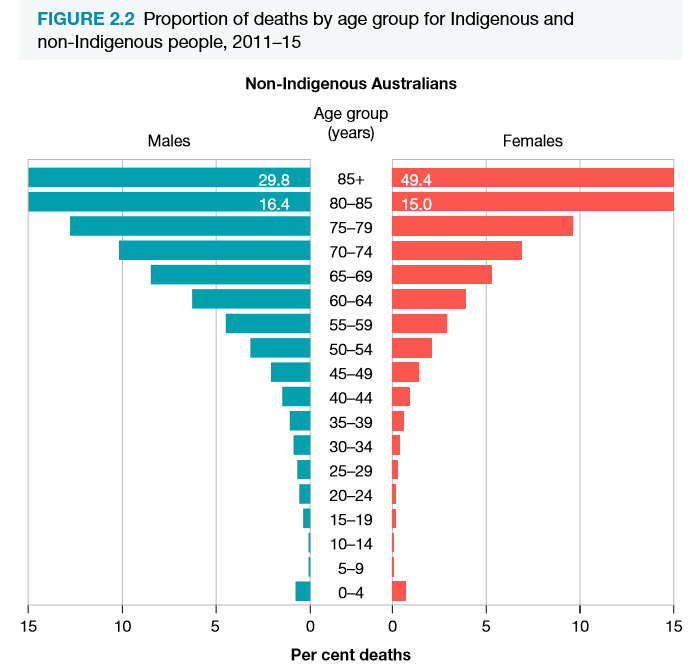 FIGURE 2.2 Proportion of deaths by age group for Indigenous and
non-Indigenous people, 2011–15
Non-Indigenous Australians
Age group
(years)
Males
Females
29.8 85+ 49.4
16.4 80–85 15.0
75–79
70–74
65–69
60–64
55–59
50–54
45–49
40–44
35–39
30–34
25–29
20–24
15–19
10–14
5–9
0–4
15 10 5 0 0 5 10 15
Per cent deaths